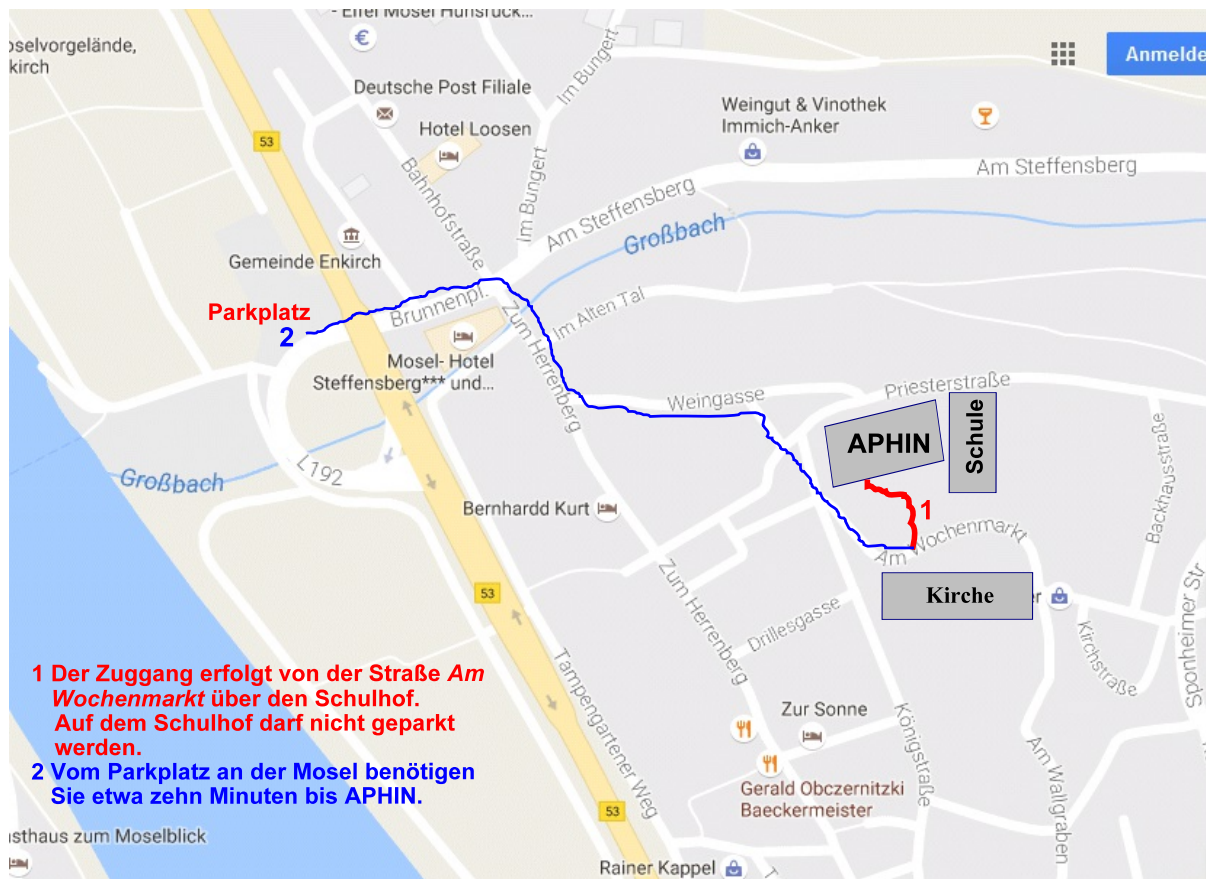 - Eifel Mosel Hunsrück...
oselvorgelände,
kirch
€
Anmelde
Im Bungert
Deutsche Post Filiale
Weingut & Vinothek
Immich-Anker
Hotel Loosen
53
Bahnhofstraße
Am Steffensberg
Im Bungert
Am Steffensberg
Großbach
Gemeinde Enkirch
Parkplatz
2
Brunnenpl.
Im Alten Tal
Zum Herrenberg
Mosel- Hotel
Steffensberg*** und...
Weingasse
Priesterstraße
APHIN
Schule
Backhausstraße
Großbach
L192
Bernhardd Kurt
1
Am Wochenmarkt
Kirche
er
53
Zum Herrenberg
Drillesgasse
Kirchstraße
Sponheimer Str
1 Der Zuggang erfolgt von der Straße Am
Wochenmarkt über den Schulhof.
Auf dem Schulhof darf nicht geparkt
werden.
2 Vom Parkplatz an der Mosel benötigen
Sie etwa zehn Minuten bis APHIN.
Tampengartener Weg
Zur Sonne
Königstraße
Am Wallgraben
Gerald Obczernitzki
Baeckermeister
53
asthaus zum Moselblick
Rainer Kappel
T